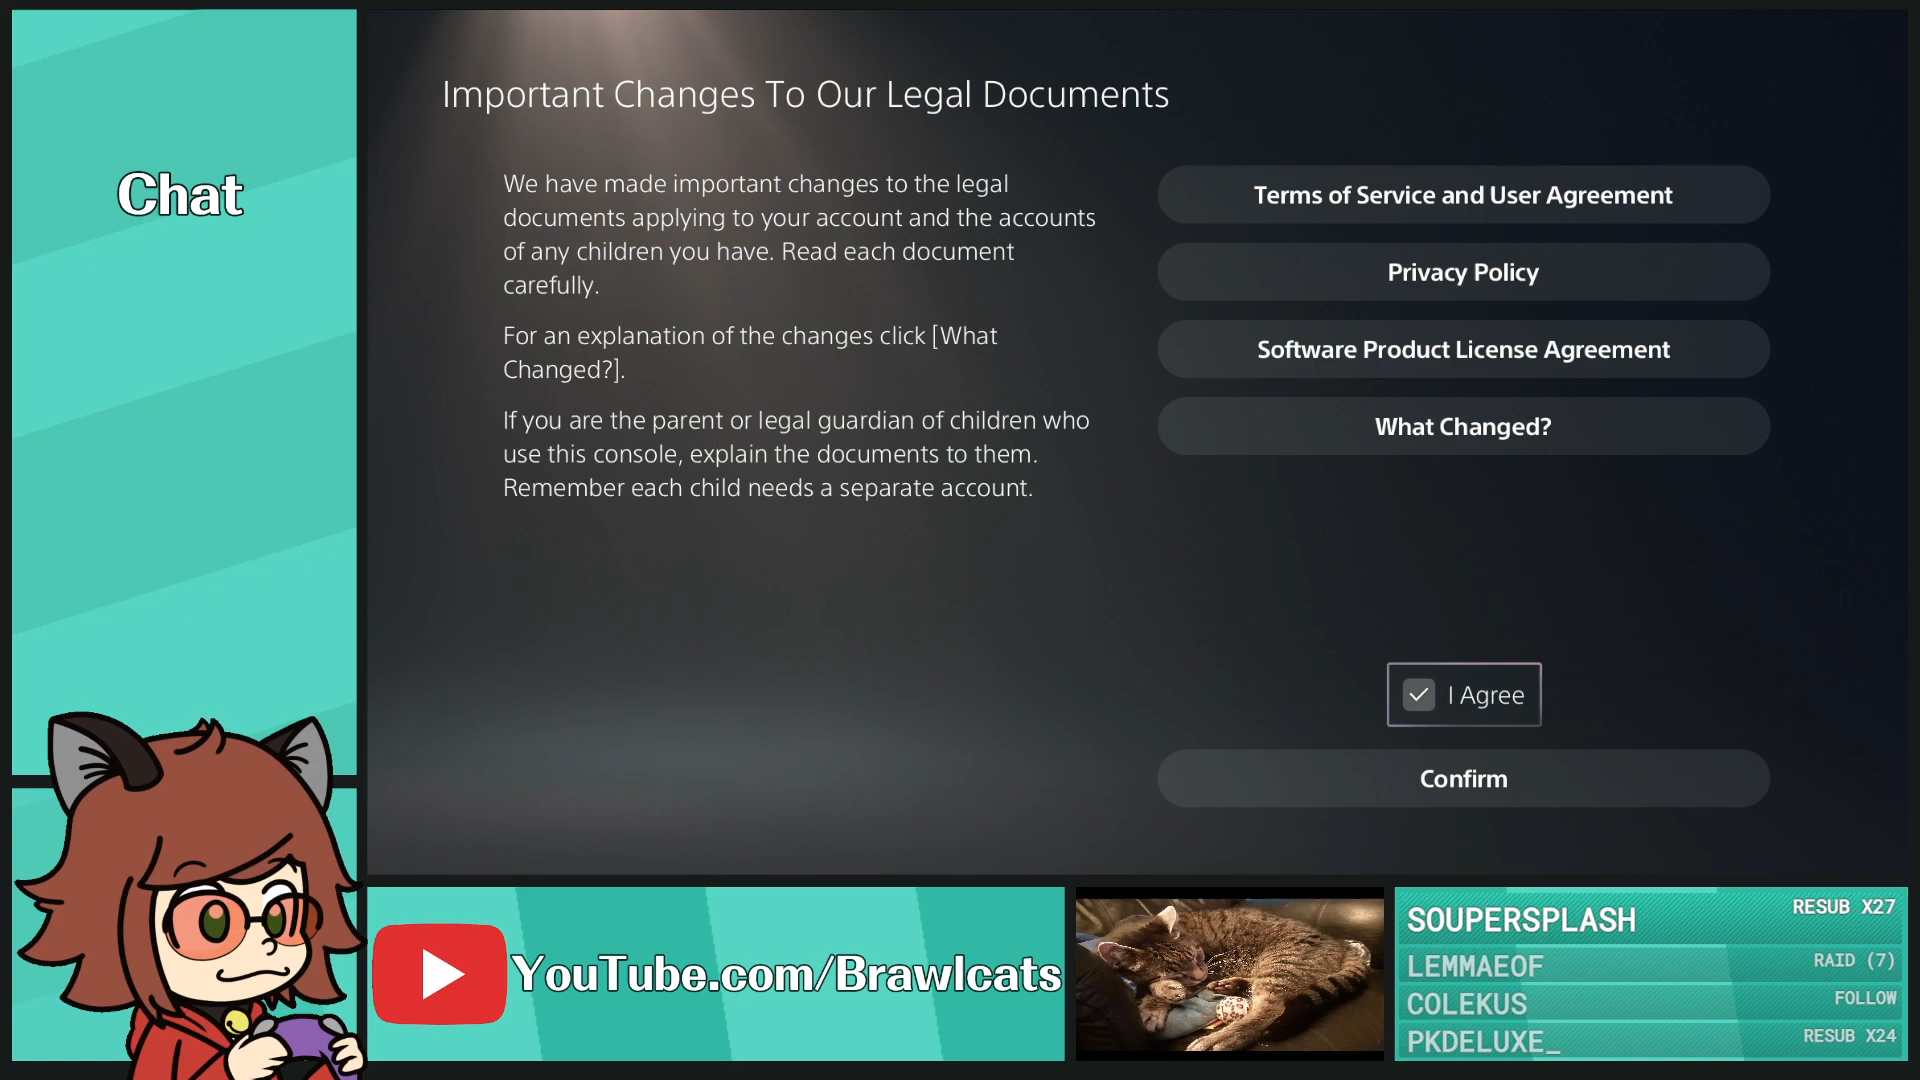 Chat
Important Changes To Our Legal Documents
We have made important changes to the legal
documents applying to your account and the accounts
of any children you have. Read each document
carefully.
For an explanation of the changes click [What
Changed?].
If you are the parent or legal guardian of children who
use this console, explain the documents to them.
Remember each child needs a separate account.
Terms of Service and User Agreement
Privacy Policy
Software Product License Agreement
What Changed?
I Agree
Confirm
YouTube.com/Brawlcats
SOUPERSPLASH RESUB X27
LEMMAEOF RAID (7)
COLEKUS FOLLOW
PKDELUXE_ RESUB X24